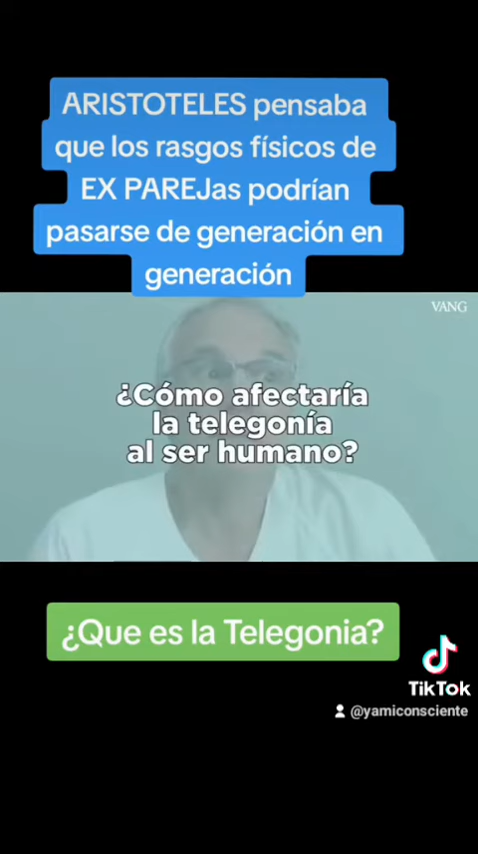 ARISTOTELES pensaba
que los rasgos físicos de
EX PAREJas podrían
pasarse de generación en
generación
VANG
¿Cómo afectaría
la telegonía
al ser humano?
¿Que es la Telegonia?
TikTok
@yamiconsciente